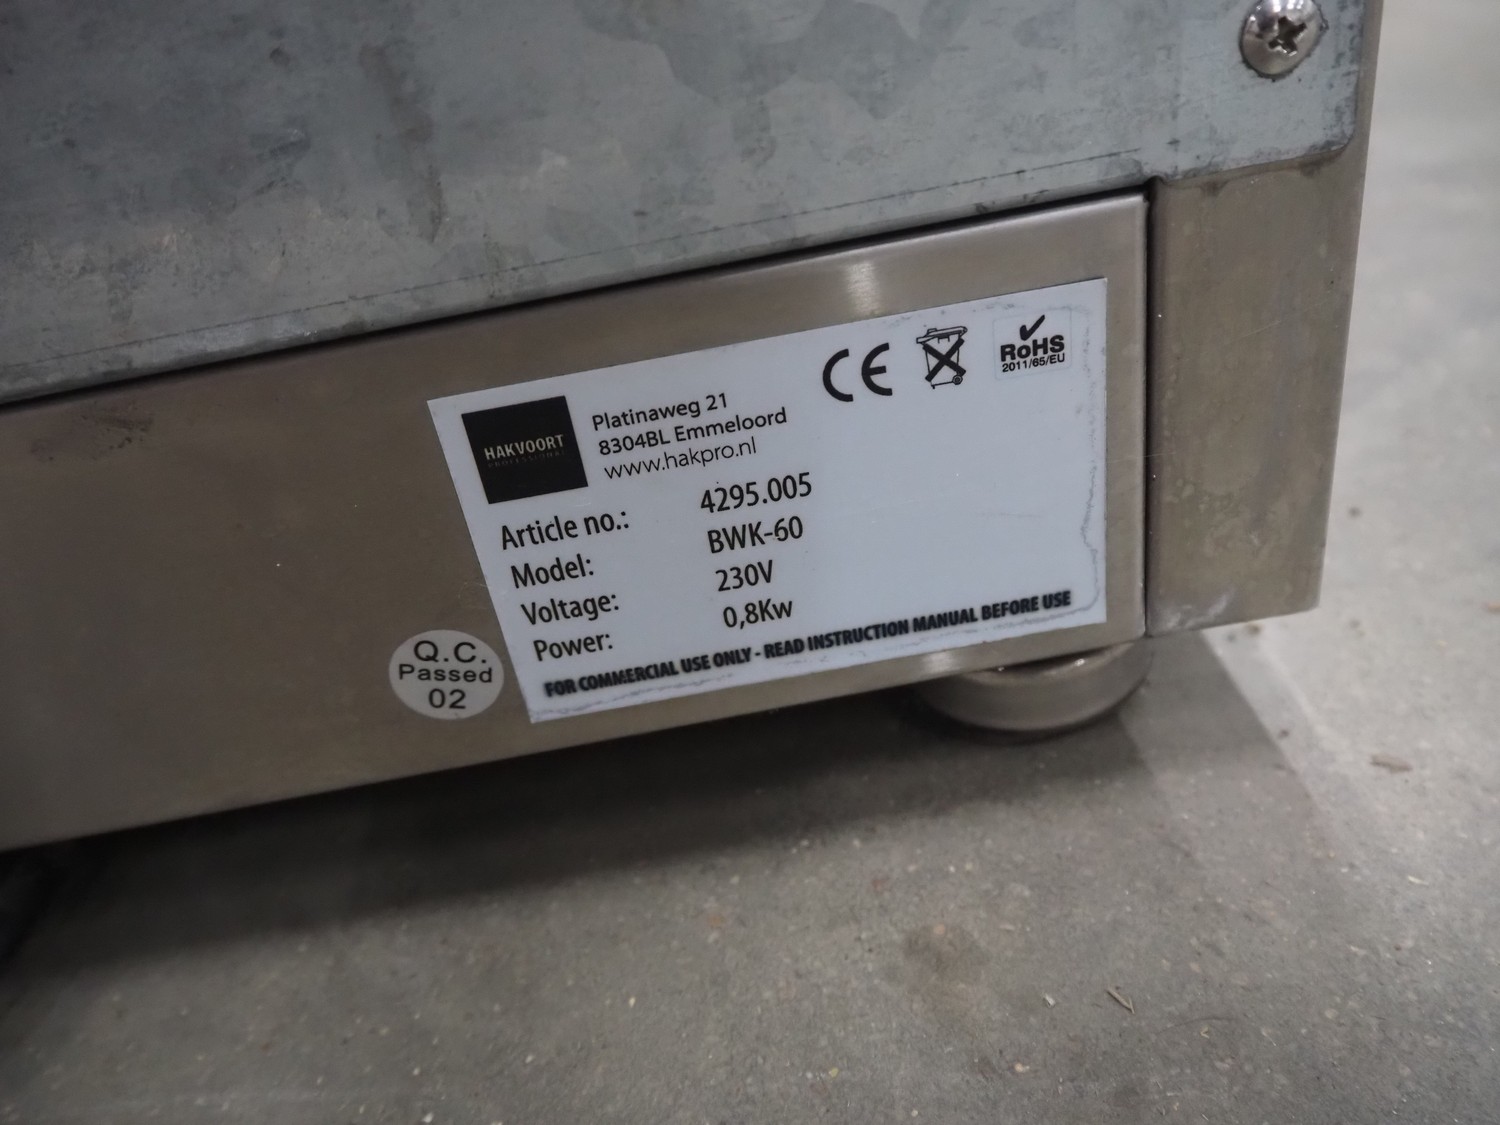 HAKVOORT
PROFESSIONAL
Platinaweg 21
8304BL Emmeloord
www.hakpro.nl
CE
RoHS
2011/65/EU
Article no.: 4295.005
Model: BWK-60
Voltage: 230V
Power: 0,8Kw
FOR COMMERCIAL USE ONLY - READ INSTRUCTION MANUAL BEFORE USE
Q.C.
Passed
02